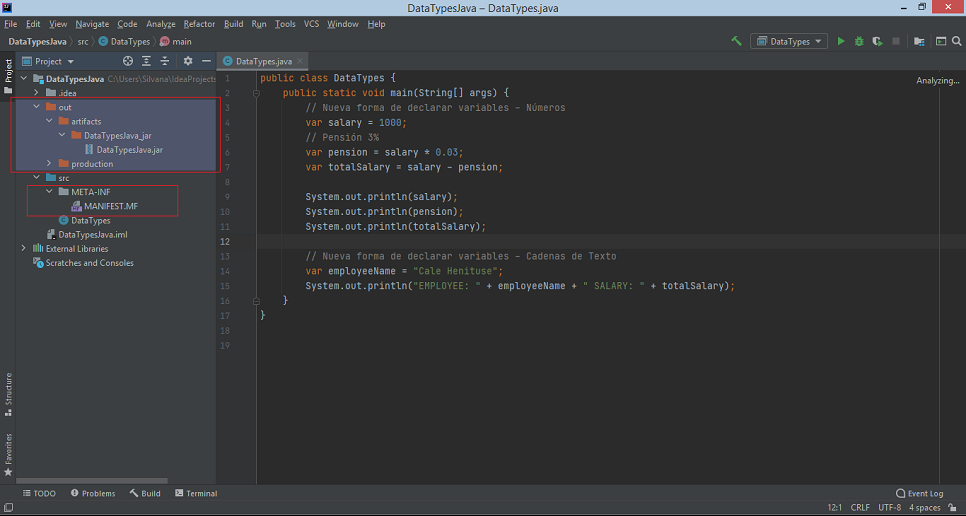 DataTypesJava – DataTypes.java
File Edit View Navigate Code Analyze Refactor Build Run Tools VCS Window Help
DataTypesJava src DataTypes main
DataTypes
Project
DataTypes.java
Analyzing...
Project
DataTypesJava C:\Users\Silvana\IdeaProjects
.idea
out
artifacts
DataTypesJava_jar
DataTypesJava.jar
production
src
META-INF
MANIFEST.MF
DataTypes
DataTypesJava.iml
External Libraries
Scratches and Consoles
1 public class DataTypes {
2 public static void main(String[] args) {
3 // Nueva forma de declarar variables - Números
4 var salary = 1000;
5 // Pensión 3%
6 var pension = salary * 0.03;
7 var totalSalary = salary - pension;
8
9 System.out.println(salary);
10 System.out.println(pension);
11 System.out.println(totalSalary);
12
13 // Nueva forma de declarar variables - Cadenas de Texto
14 var employeeName = "Cale Henituse";
15 System.out.println("EMPLOYEE: " + employeeName + " SALARY: " + totalSalary);
16 }
17 }
18
19
Structure
Favorites
TODO Problems Build Terminal Event Log
12:1 CRLF UTF-8 4 spaces